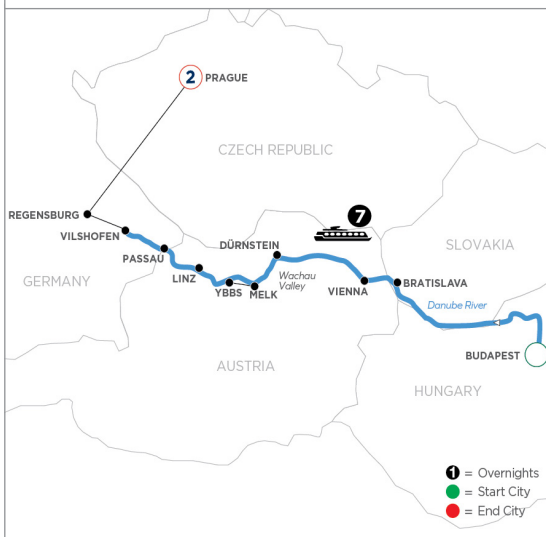 2 PRAGUE
CZECH REPUBLIC
7
REGENSBURG
VILSHOFEN
PASSAU
DÜRNSTEIN
SLOVAKIA
GERMANY
LINZ
YBBS
MELK
Wachau
Valley
VIENNA
BRATISLAVA
Danube River
BUDAPEST
AUSTRIA
HUNGARY
1 = Overnights
= Start City
= End City